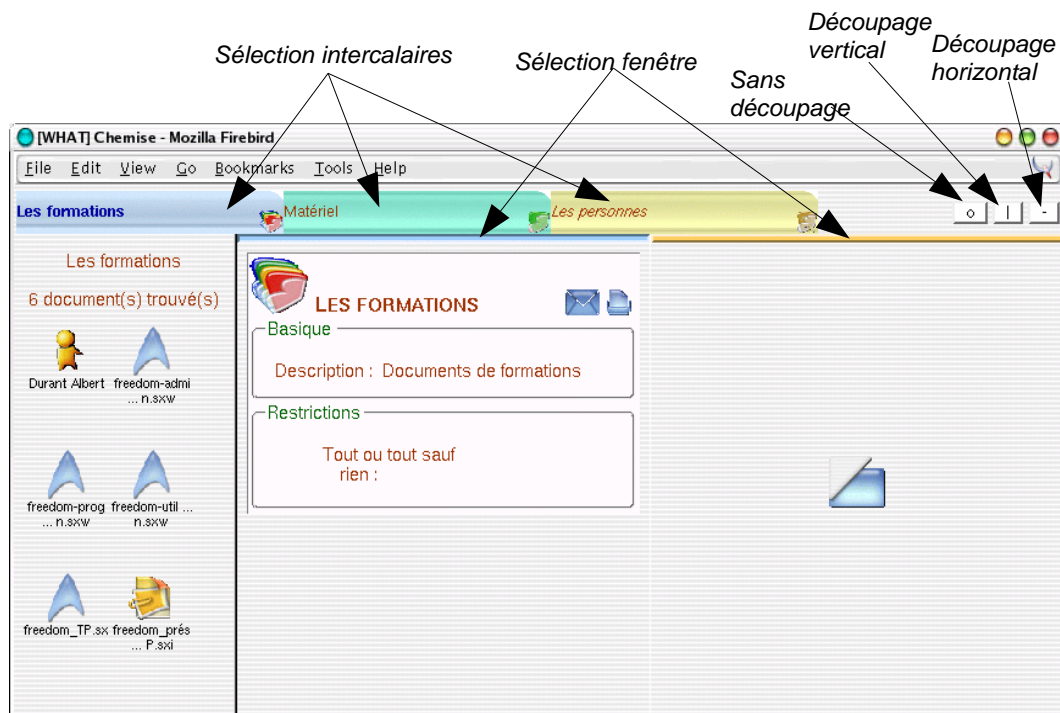 Découpage
vertical
Découpage
horizontal
Sélection intercalaires
Sélection fenêtre
Sans
découpage
[WHAT] Chemise - Mozilla Firebird
File Edit View Go Bookmarks Tools Help
Les formations
Matériel
Les personnes
o | -
Les formations
6 document(s) trouvé(s)
Durant Albert
freedom-admi
... n.sxw
freedom-prog
... n.sxw
freedom-util ...
n.sxw
freedom_TP.sx
freedom_prés
... P.sxi
LES FORMATIONS
Basique
Description : Documents de formations
Restrictions
Tout ou tout sauf
rien :